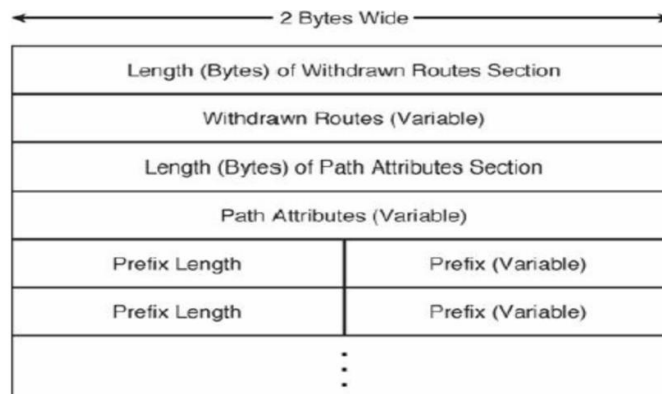 2 Bytes Wide
Length (Bytes) of Withdrawn Routes Section
Withdrawn Routes (Variable)
Length (Bytes) of Path Attributes Section
Path Attributes (Variable)
Prefix Length Prefix (Variable)
Prefix Length Prefix (Variable)